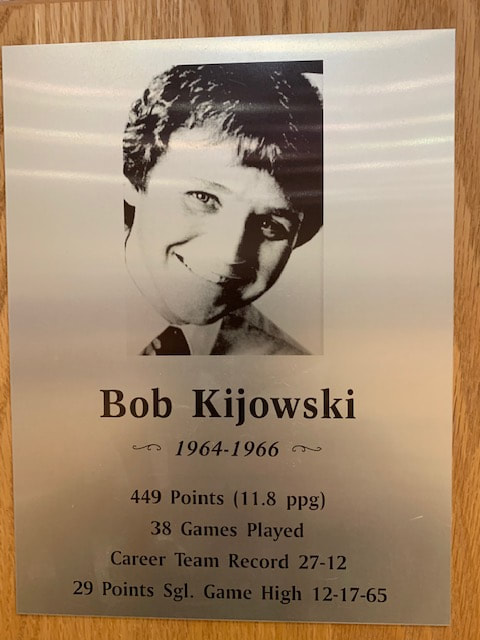 Bob Kijowski
1964-1966
449 Points (11.8 ppg)
38 Games Played
Career Team Record 27-12
29 Points Sgl. Game High 12-17-65